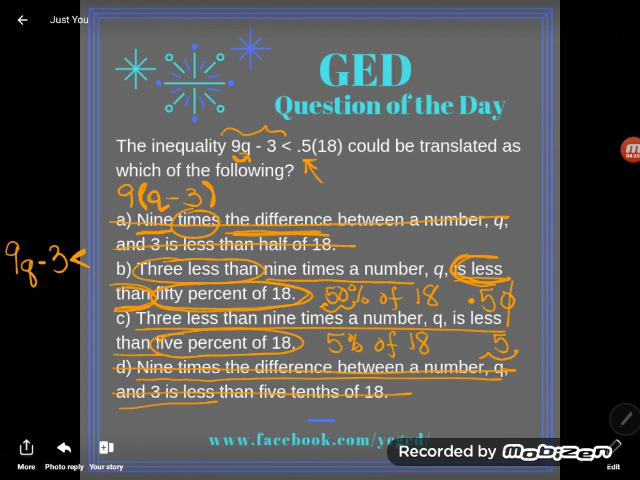 Just You
GED
Question of the Day
The inequality 9q - 3 < .5(18) could be translated as
which of the following?
9(q-3)
a) Nine times the difference between a number, q,
and 3 is less than half of 18.
9q-3<
b) Three less than nine times a number, q, is less
than fifty percent of 18. 50% of 18 .50
c) Three less than nine times a number, q, is less
than five percent of 18. 5% of 18 5
d) Nine times the difference between a number, q,
and 3 is less than five tenths of 18.
www.facebook.com/ycged/
Recorded by MOBIZEN
More Photo reply Your story Edit
M
04:20